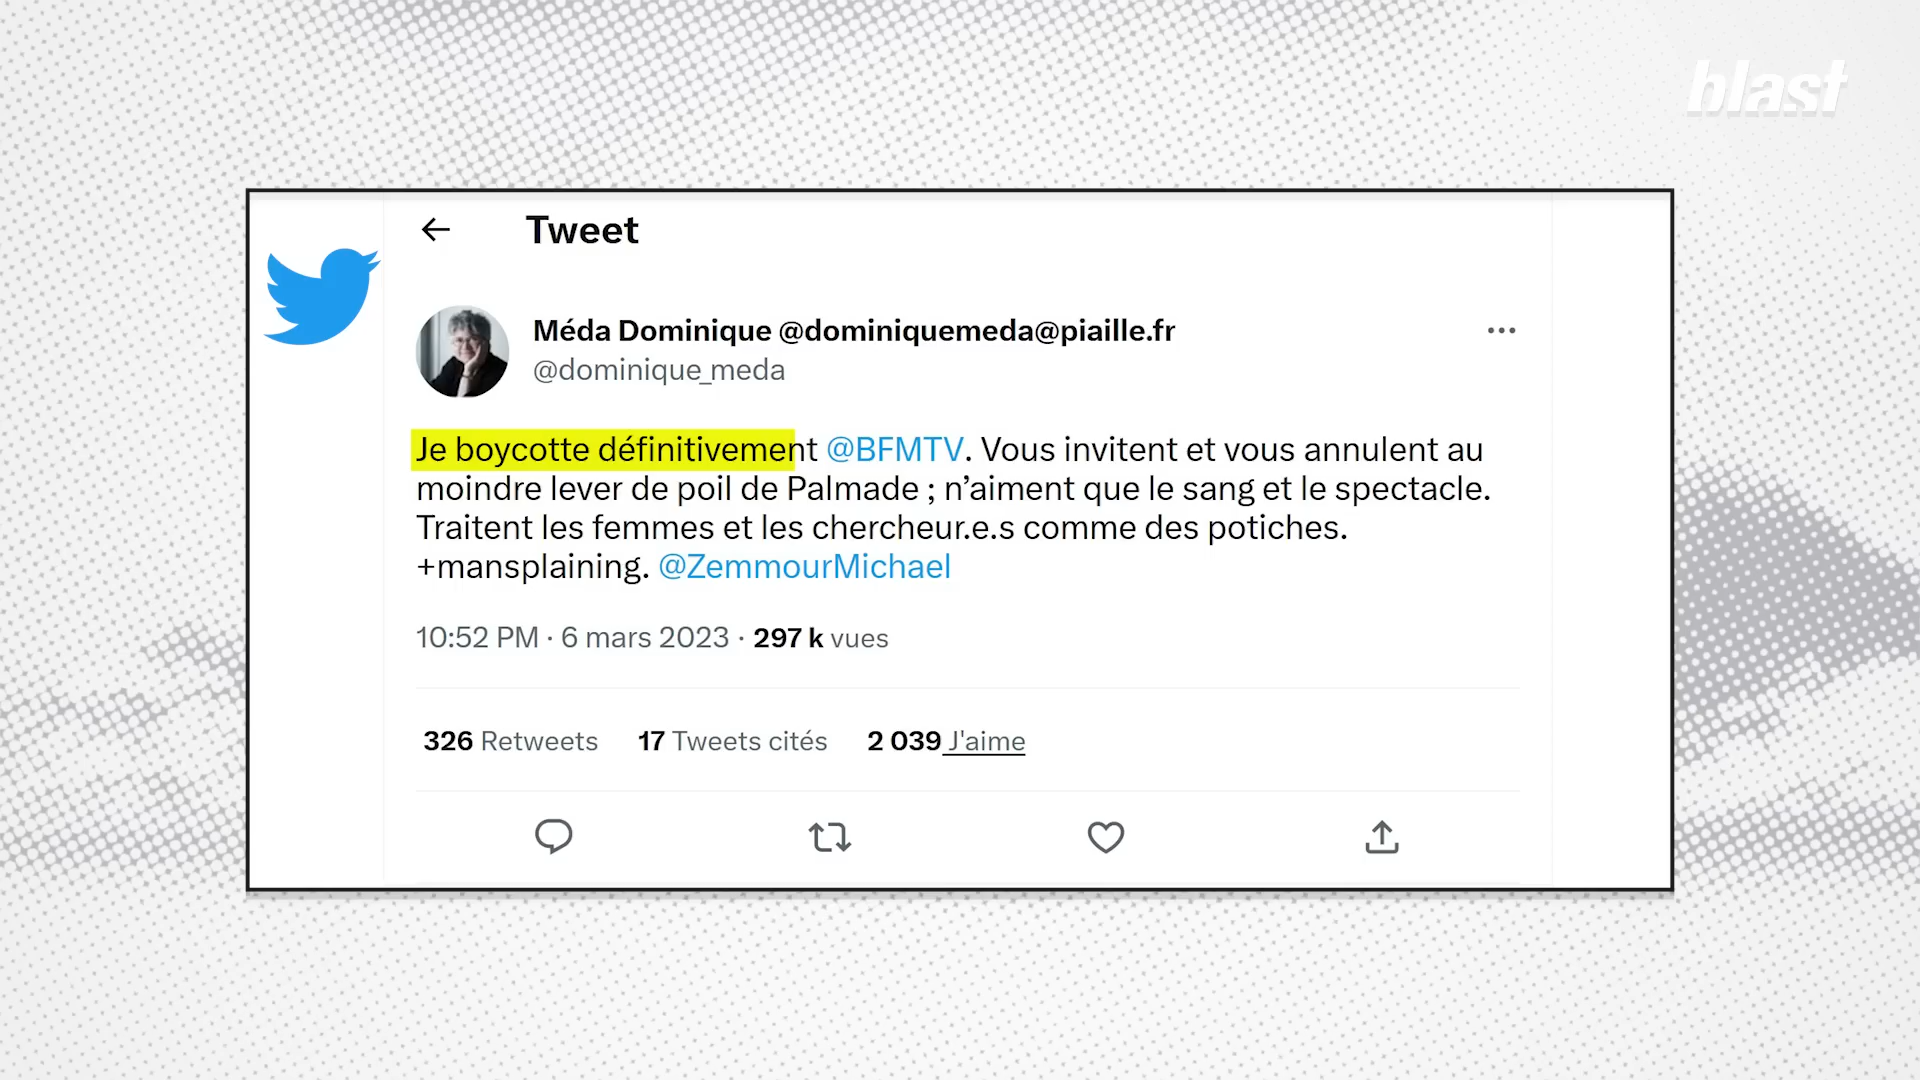 blast
Tweet
Méda Dominique @dominiquemeda@piaille.fr
@dominique_meda
Je boycotte définitivement @BFMTV. Vous invitent et vous annulent au
moindre lever de poil de Palmade ; n’aiment que le sang et le spectacle.
Traitent les femmes et les chercheur.e.s comme des potiches.
+mansplaining. @ZemmourMichael
10:52 PM · 6 mars 2023 · 297 k vues
326 Retweets 17 Tweets cités 2 039 J'aime